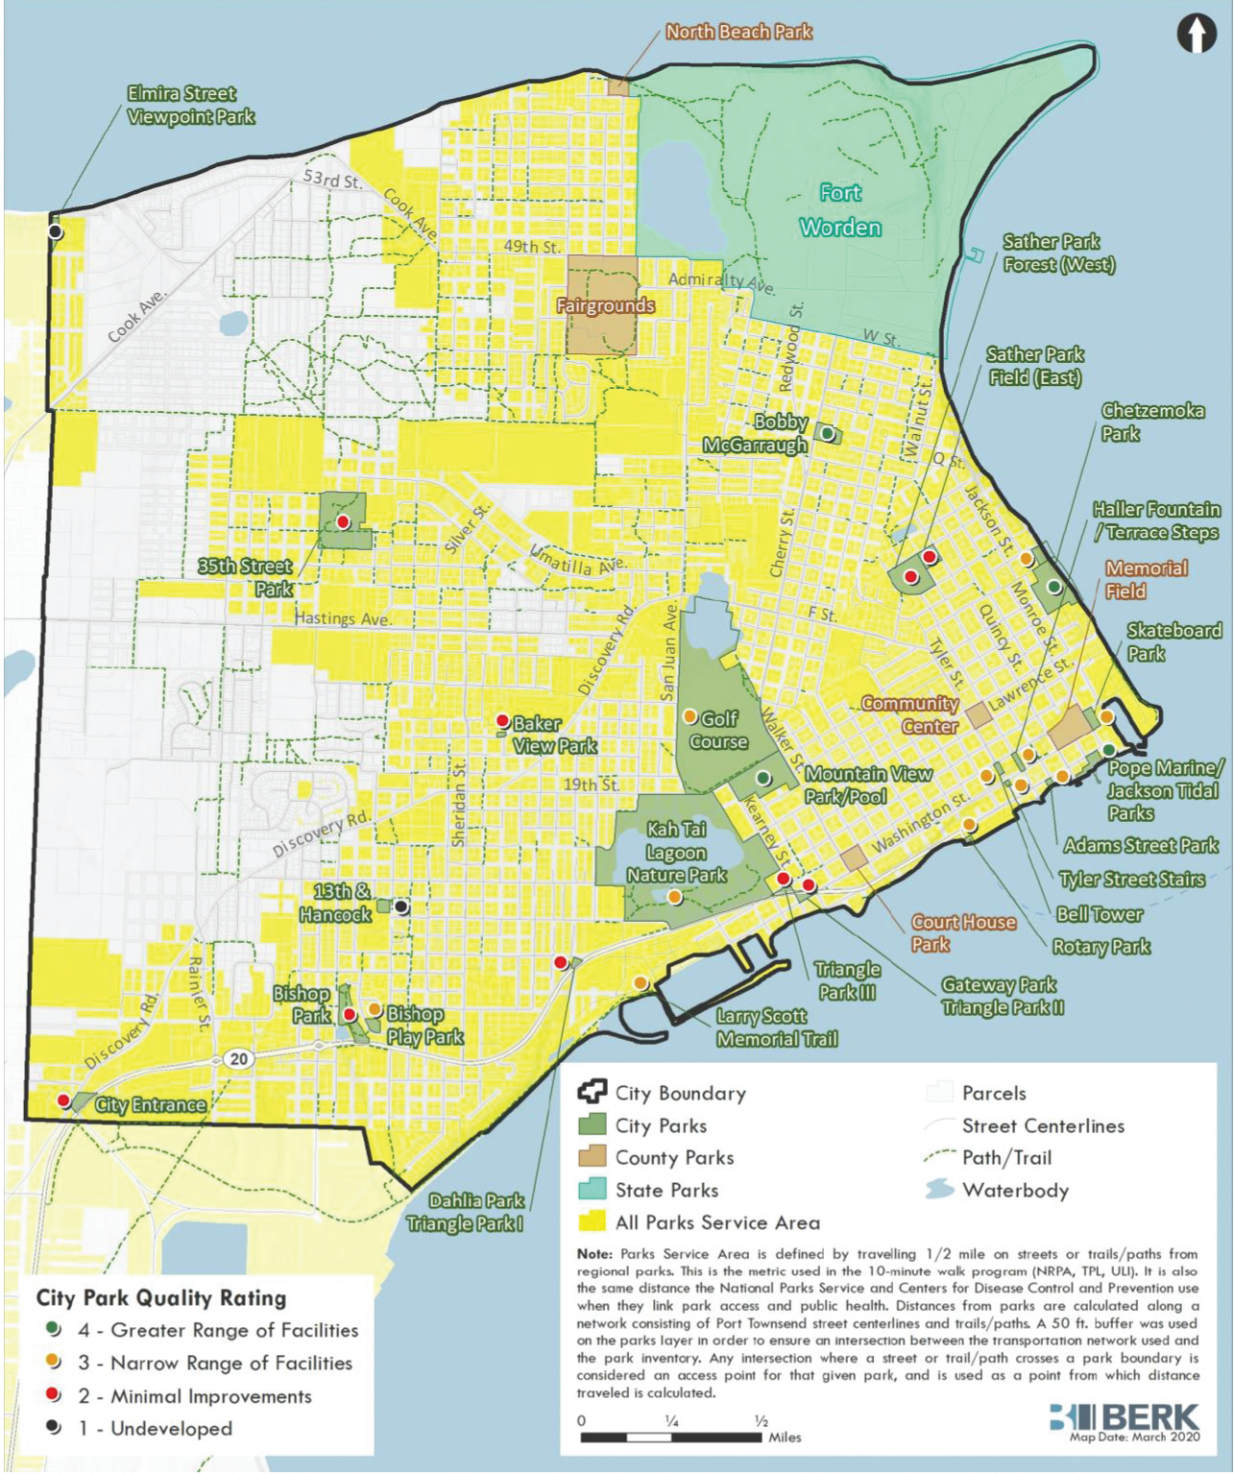 North Beach Park
Elmira Street
Viewpoint Park
53rd St.
Cook Ave.
49th St.
Fort
Worden
Sather Park
Forest (West)
Admiralty Ave.
Fairgrounds
Cook Ave.
Redwood St.
W St.
Sather Park
Field (East)
Walnut St.
Chetzemoka
Park
Bobby
McGarraugh
Q St.
Jackson St.
Haller Fountain
/ Terrace Steps
Silver St.
Cherry St.
Umatilla Ave.
35th Street
Park
Memorial
Field
Hastings Ave.
Discovery Rd.
San Juan Ave.
F St.
Quincy St.
Monroe St.
Tyler St.
Skateboard
Park
Lawrence St.
Community
Center
Baker
View Park
Golf
Course
Walker St.
19th St.
Mountain View
Park/Pool
Pope Marine/
Jackson Tidal
Parks
Sheridan St.
Discovery Rd.
Kearney St.
Washington St.
Kah Tai
Lagoon
Nature Park
Adams Street Park
Tyler Street Stairs
13th &
Hancock
Bell Tower
Court House
Park
Rotary Park
Rainier St.
Triangle
Park III
Gateway Park
Triangle Park II
Bishop
Park
Bishop
Play Park
Larry Scott
Memorial Trail
Discovery Rd.
20
City Entrance
Dahlia Park
Triangle Park I
City Boundary
City Parks
County Parks
State Parks
All Parks Service Area
Parcels
Street Centerlines
Path/Trail
Waterbody
Note: Parks Service Area is defined by travelling 1/2 mile on streets or trails/paths from
regional parks. This is the metric used in the 10-minute walk program (NRPA, TPL, ULI). It is also
the same distance the National Parks Service and Centers for Disease Control and Prevention use
when they link park access and public health. Distances from parks are calculated along a
network consisting of Port Townsend street centerlines and trails/paths. A 50 ft. buffer was used
on the parks layer in order to ensure an intersection between the transportation network used and
the park inventory. Any intersection where a street or trail/path crosses a park boundary is
considered an access point for that given park, and is used as a point from which distance
traveled is calculated.
0 1/4 1/2
Miles
BERK
Map Date: March 2020
City Park Quality Rating
4 - Greater Range of Facilities
3 - Narrow Range of Facilities
2 - Minimal Improvements
1 - Undeveloped